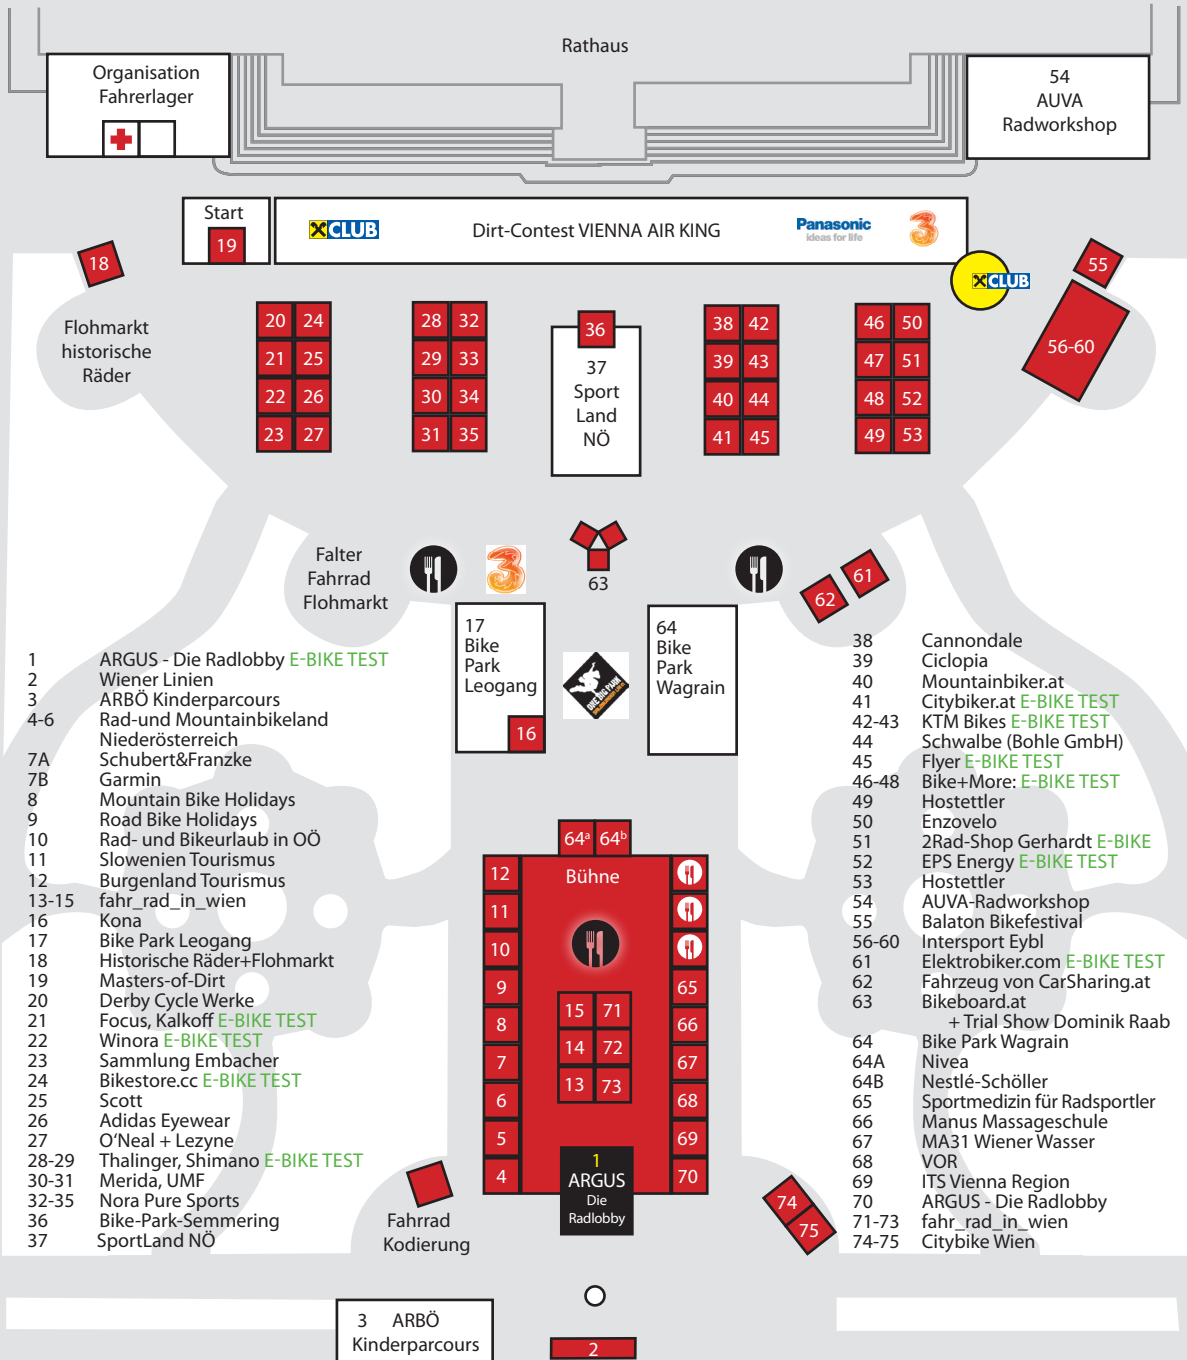 Rathaus
Organisation
Fahrerlager
54
AUVA
Radworkshop
Start
19
XCLUB
Dirt-Contest VIENNA AIR KING
Panasonic
ideas for life
3
XCLUB
18
55
56-60
Flohmarkt
historische
Räder
20 24
21 25
22 26
23 27
28 32
29 33
30 34
31 35
36
37
Sport
Land
NÖ
38 42
39 43
40 44
41 45
46 50
47 51
48 52
49 53
Falter
Fahrrad
Flohmarkt
3
63
61
62
17
Bike
Park
Leogang
16
ONE BIG PARK
64
Bike
Park
Wagrain
1 ARGUS - Die Radlobby E-BIKE TEST
2 Wiener Linien
3 ARBÖ Kinderparcours
4-6 Rad-und Mountainbikeland
Niederösterreich
7A Schubert&Franzke
7B Garmin
8 Mountain Bike Holidays
9 Road Bike Holidays
10 Rad- und Bikeurlaub in OÖ
11 Slowenien Tourismus
12 Burgenland Tourismus
13-15 fahr_rad_in_wien
16 Kona
17 Bike Park Leogang
18 Historische Räder+Flohmarkt
19 Masters-of-Dirt
20 Derby Cycle Werke
21 Focus, Kalkoff E-BIKE TEST
22 Winora E-BIKE TEST
23 Sammlung Embacher
24 Bikestore.cc E-BIKE TEST
25 Scott
26 Adidas Eyewear
27 O‘Neal + Lezyne
28-29 Thalinger, Shimano E-BIKE TEST
30-31 Merida, UMF
32-35 Nora Pure Sports
36 Bike-Park-Semmering
37 SportLand NÖ
64a 64b
Bühne
12
11
10
9
8
7
6
5
4
15 71
14 72
13 73
65
66
67
68
69
70
1
ARGUS
Die
Radlobby
Fahrrad
Kodierung
74
75
38 Cannondale
39 Ciclopia
40 Mountainbiker.at
41 Citybiker.at E-BIKE TEST
42-43 KTM Bikes E-BIKE TEST
44 Schwalbe (Bohle GmbH)
45 Flyer E-BIKE TEST
46-48 Bike+More: E-BIKE TEST
49 Hostettler
50 Enzovelo
51 2Rad-Shop Gerhardt E-BIKE
52 EPS Energy E-BIKE TEST
53 Hostettler
54 AUVA-Radworkshop
55 Balaton Bikefestival
56-60 Intersport Eybl
61 Elektrobiker.com E-BIKE TEST
62 Fahrzeug von CarSharing.at
63 Bikeboard.at
+ Trial Show Dominik Raab
64 Bike Park Wagrain
64A Nivea
64B Nestlé-Schöller
65 Sportmedizin für Radsportler
66 Manus Massageschule
67 MA31 Wiener Wasser
68 VOR
69 ITS Vienna Region
70 ARGUS - Die Radlobby
71-73 fahr_rad_in_wien
74-75 Citybike Wien
3 ARBÖ
Kinderparcours
2